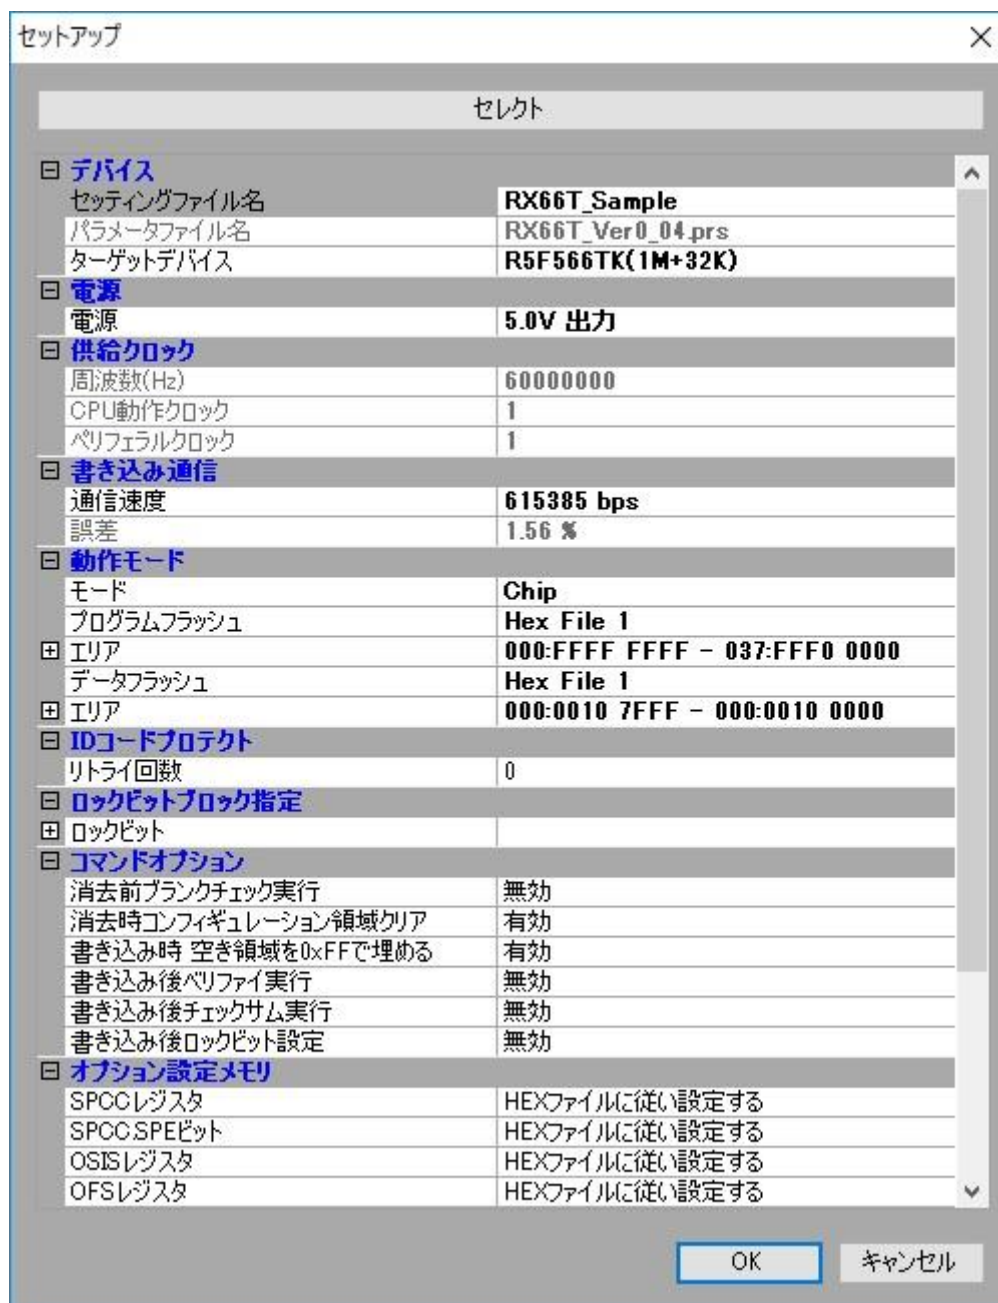 セットアップ
セレクト
デバイス
セッティングファイル名 RX66T_Sample
パラメータファイル名 RX66T_Ver0_04.prs
ターゲットデバイス R5F566TK(1M+32K)
電源
電源 5.0V 出力
供給クロック
周波数(Hz) 60000000
CPU動作クロック 1
ペリフェラルクロック 1
書き込み通信
通信速度 615385 bps
誤差 1.56 %
動作モード
モード Chip
プログラムフラッシュ Hex File 1
エリア 000:FFFF FFFF - 037:FFF0 0000
データフラッシュ Hex File 1
エリア 000:0010 7FFF - 000:0010 0000
IDコードプロテクト
リトライ回数 0
ロックビットブロック指定
ロックビット
コマンドオプション
消去前ブランクチェック実行 無効
消去時コンフィギュレーション領域クリア 有効
書き込み時 空き領域を0xFFで埋める 有効
書き込み後ベリファイ実行 無効
書き込み後チェックサム実行 無効
書き込み後ロックビット設定 無効
オプション設定メモリ
SPCCレジスタ HEXファイルに従い設定する
SPCC.SPEビット HEXファイルに従い設定する
OSISレジスタ HEXファイルに従い設定する
OFSレジスタ HEXファイルに従い設定する
OK キャンセル